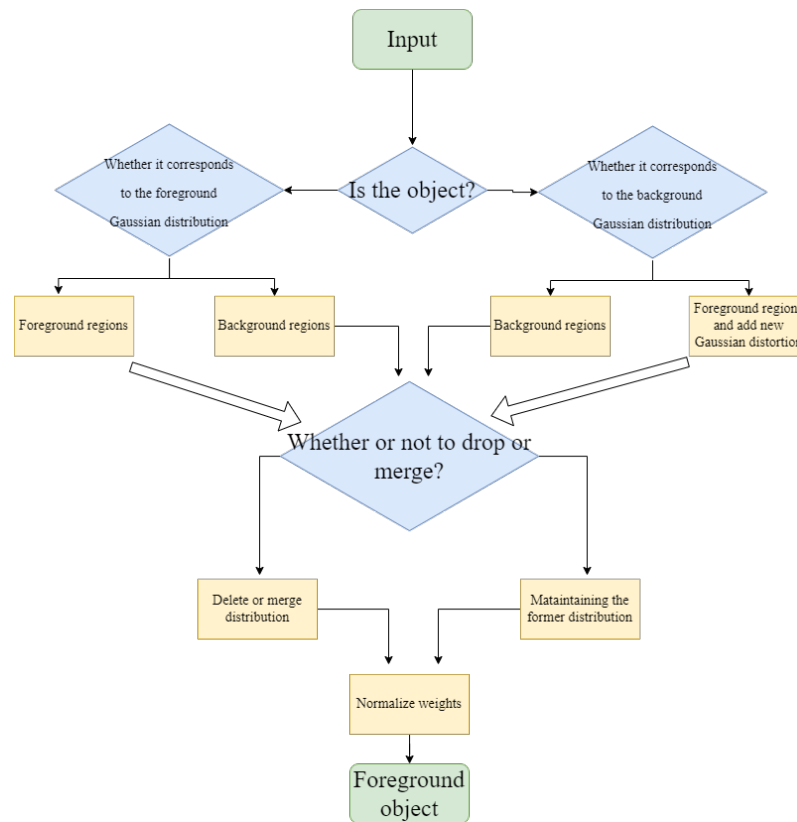 Input
Whether it corresponds
to the foreground
Gaussian distribution
Is the object?
Whether it corresponds
to the background
Gaussian distribution
Foreground regions
Background regions
Background regions
Foreground region
and add new
Gaussian distortion
Whether or not to drop or
merge?
Delete or merge
distribution
Mataintaining the
former distribution
Normalize weights
Foreground
object